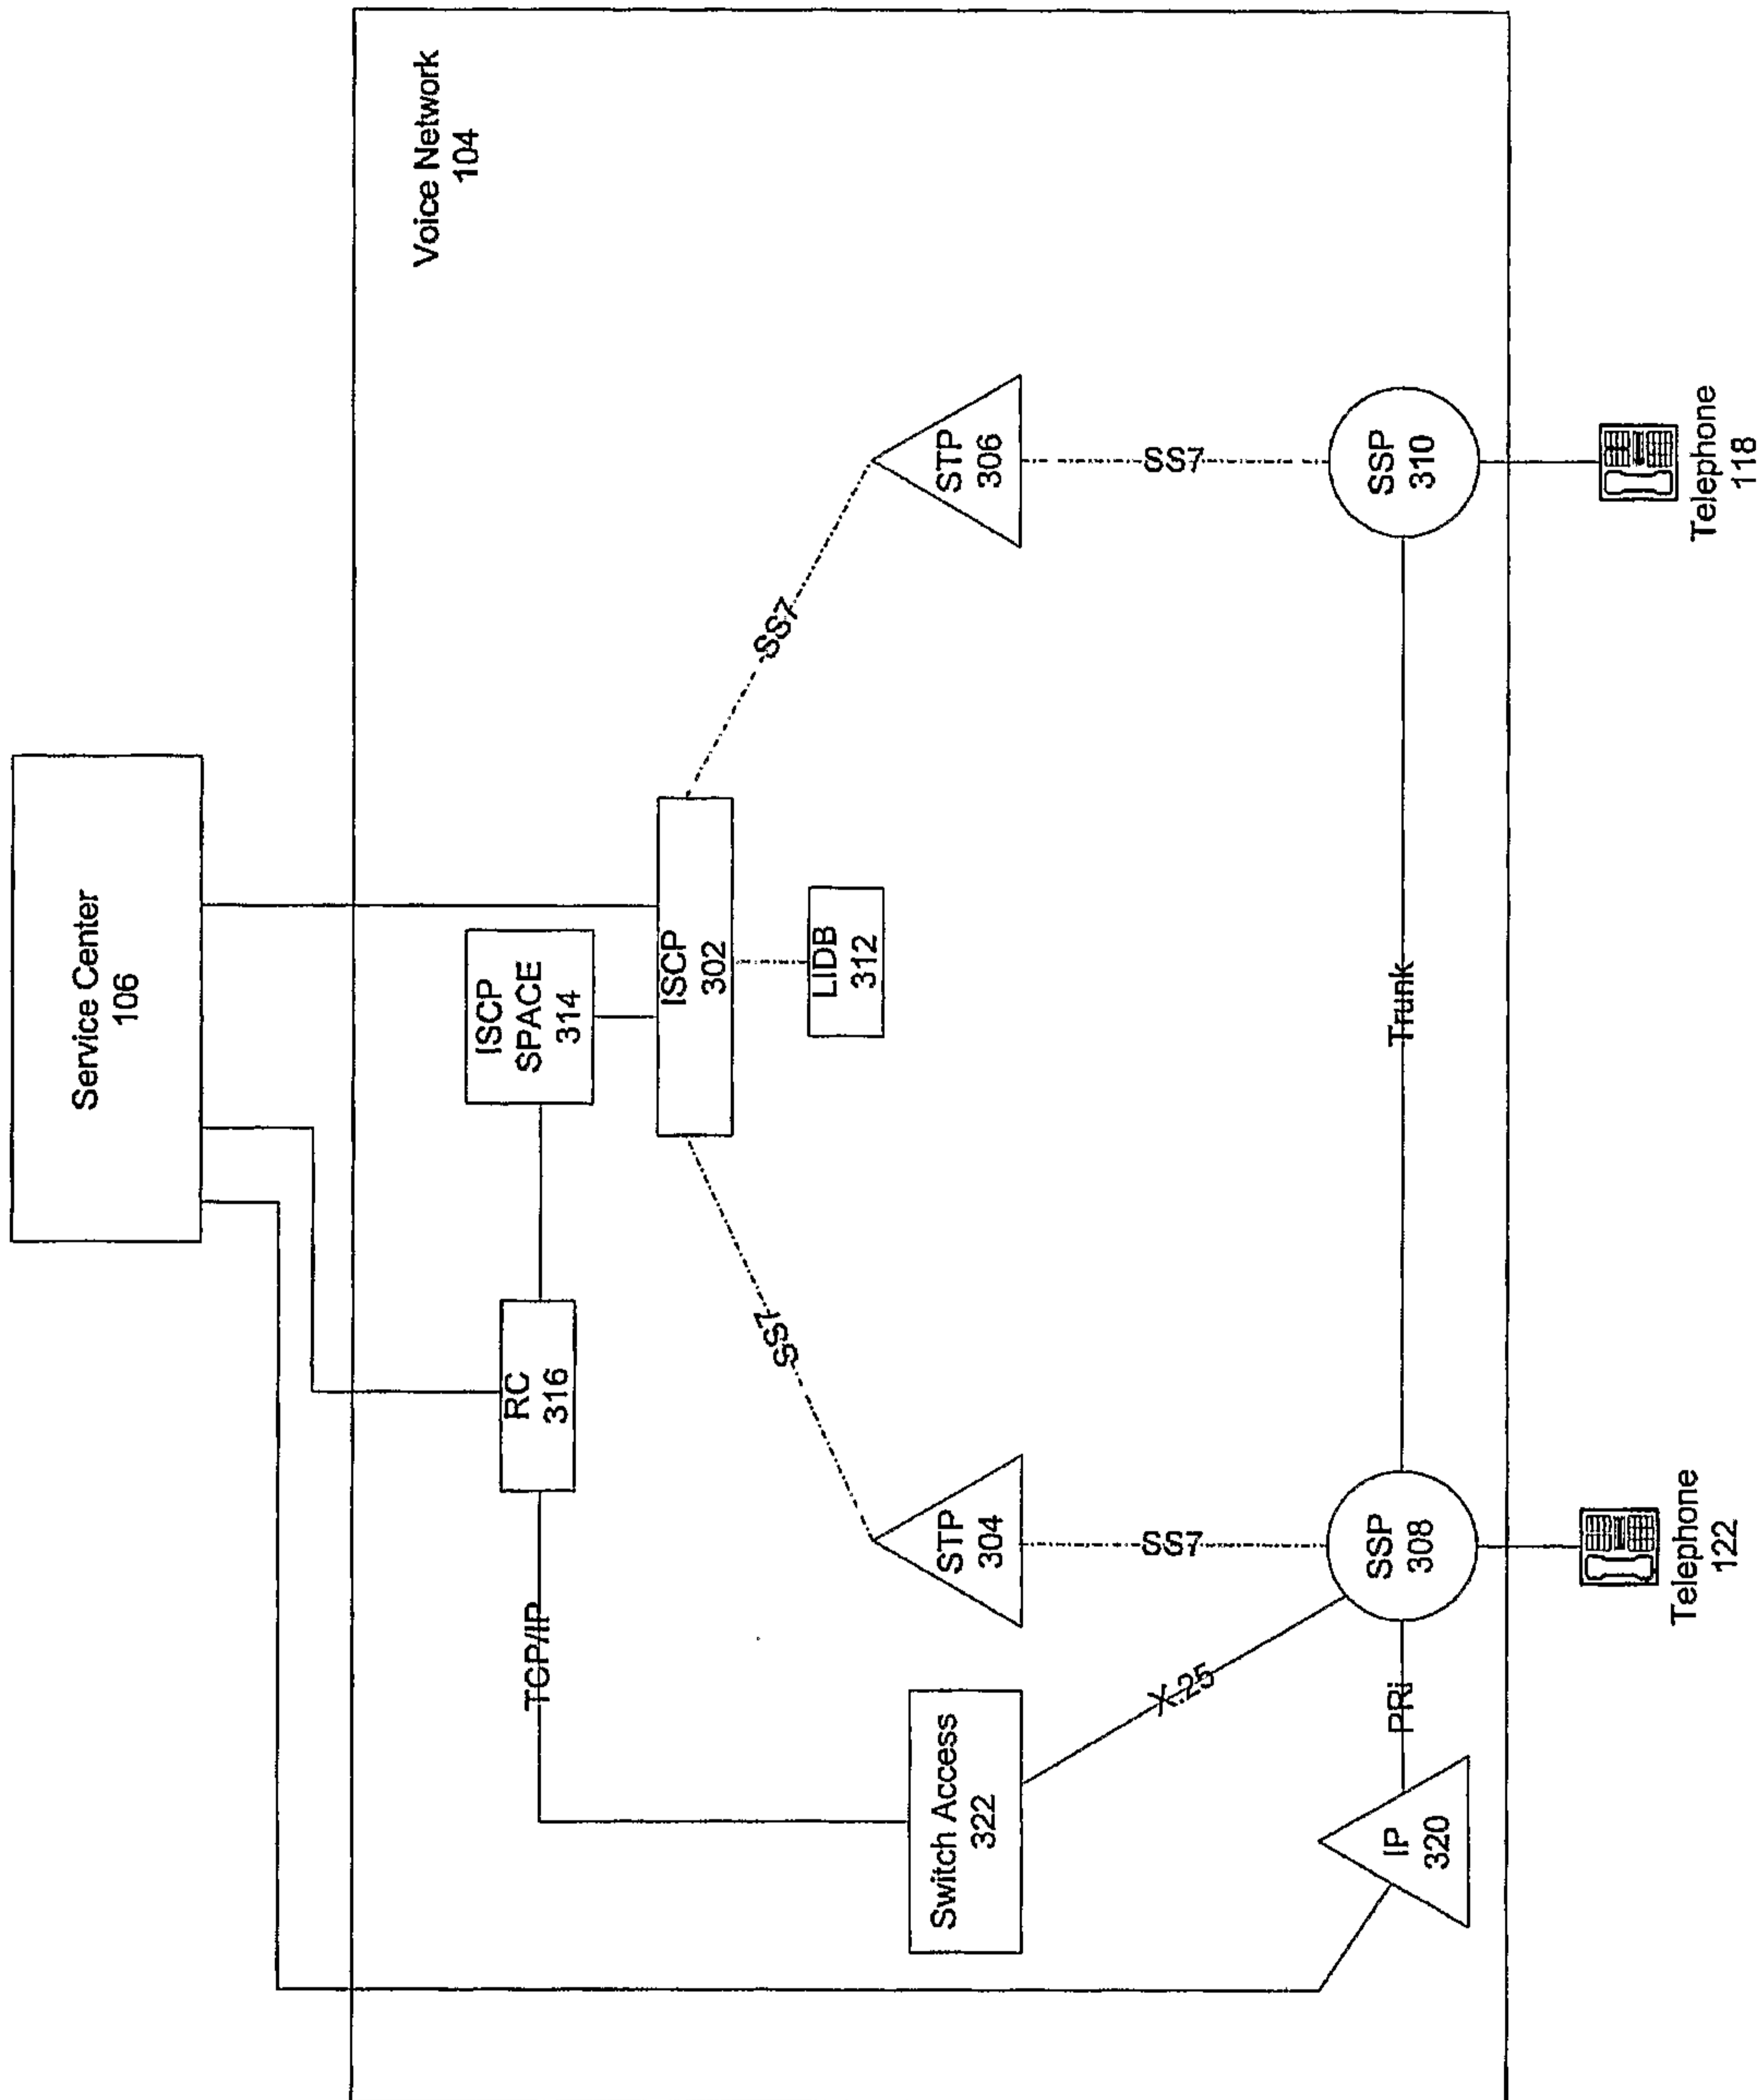 Service Center
106
Voice Network
104
RC
316
ISCP
SPACE
314
ISCP
302
LIDB
312
TCP/IP
SS7
SS7
Switch Access
322
STP
304
STP
306
X.25
SS7
SS7
IP
320
PRI
SSP
308
Trunk
SSP
310
Telephone
122
Telephone
118